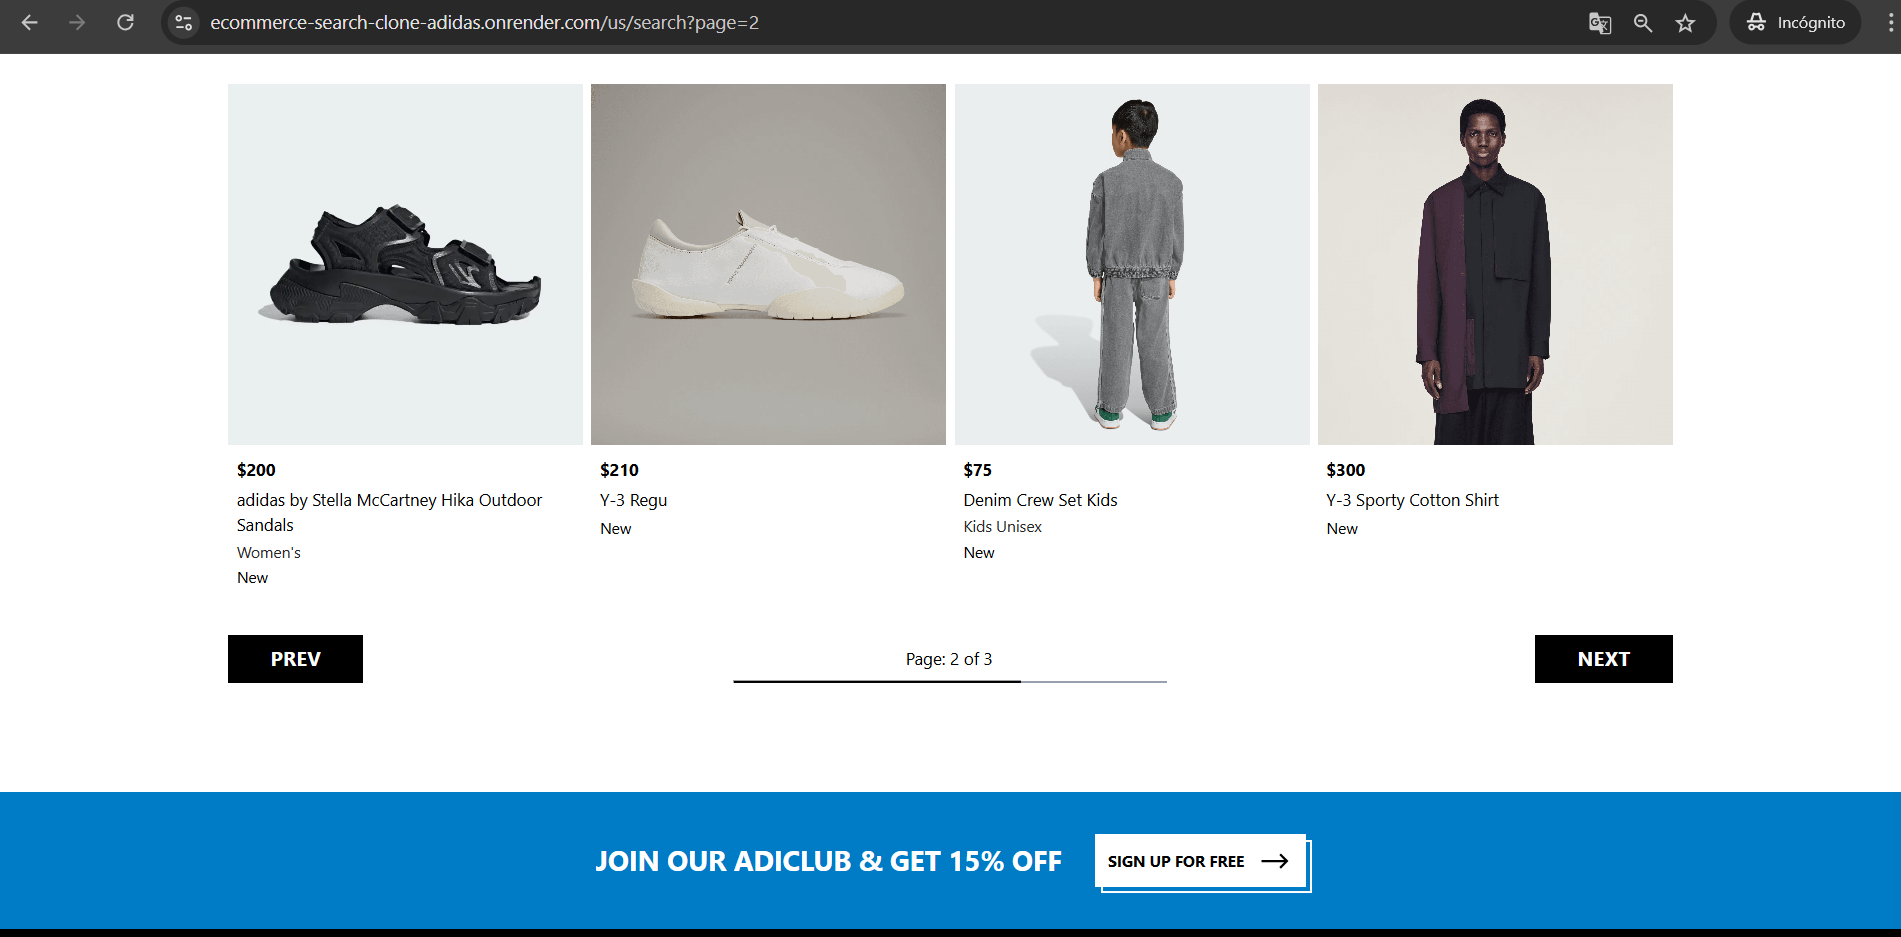 ecommerce-search-clone-adidas.onrender.com/us/search?page=2
Incógnito
$200
adidas by Stella McCartney Hika Outdoor
Sandals
Women's
New
$210
Y-3 Regu
New
$75
Denim Crew Set Kids
Kids Unisex
New
$300
Y-3 Sporty Cotton Shirt
New
PREV
Page: 2 of 3
NEXT
JOIN OUR ADICLUB & GET 15% OFF
SIGN UP FOR FREE